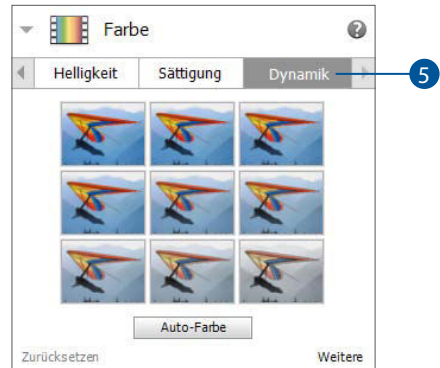 Farbe
Helligkeit Sättigung Dynamik 5
Auto-Farbe
Zurücksetzen Weitere